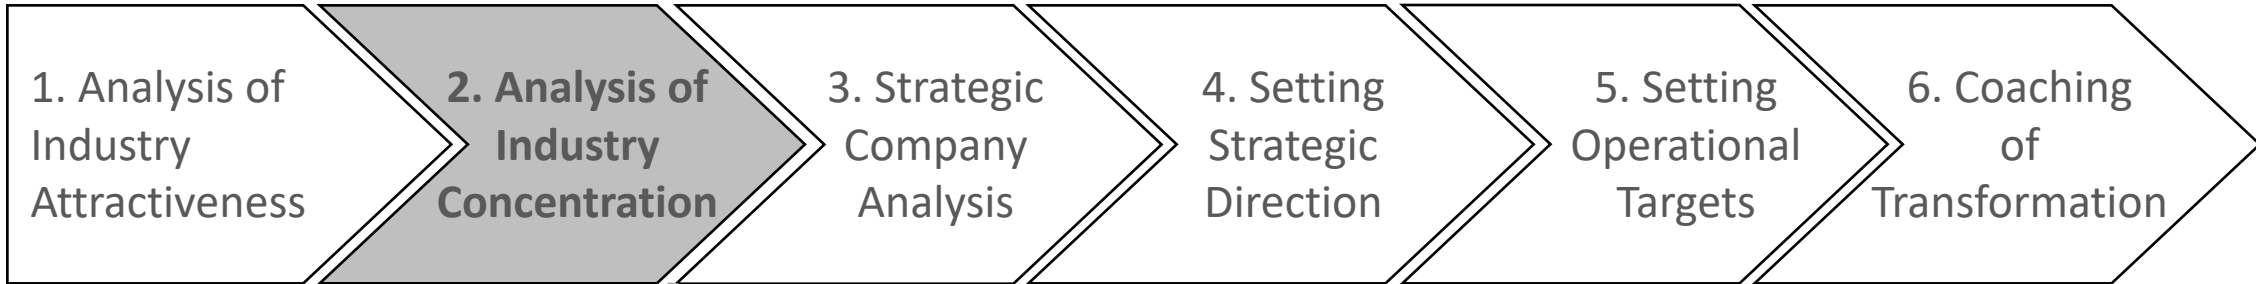 1. Analysis of
Industry
Attractiveness
2. Analysis of
Industry
Concentration
3. Strategic
Company
Analysis
4. Setting
Strategic
Direction
5. Setting
Operational
Targets
6. Coaching
of
Transformation